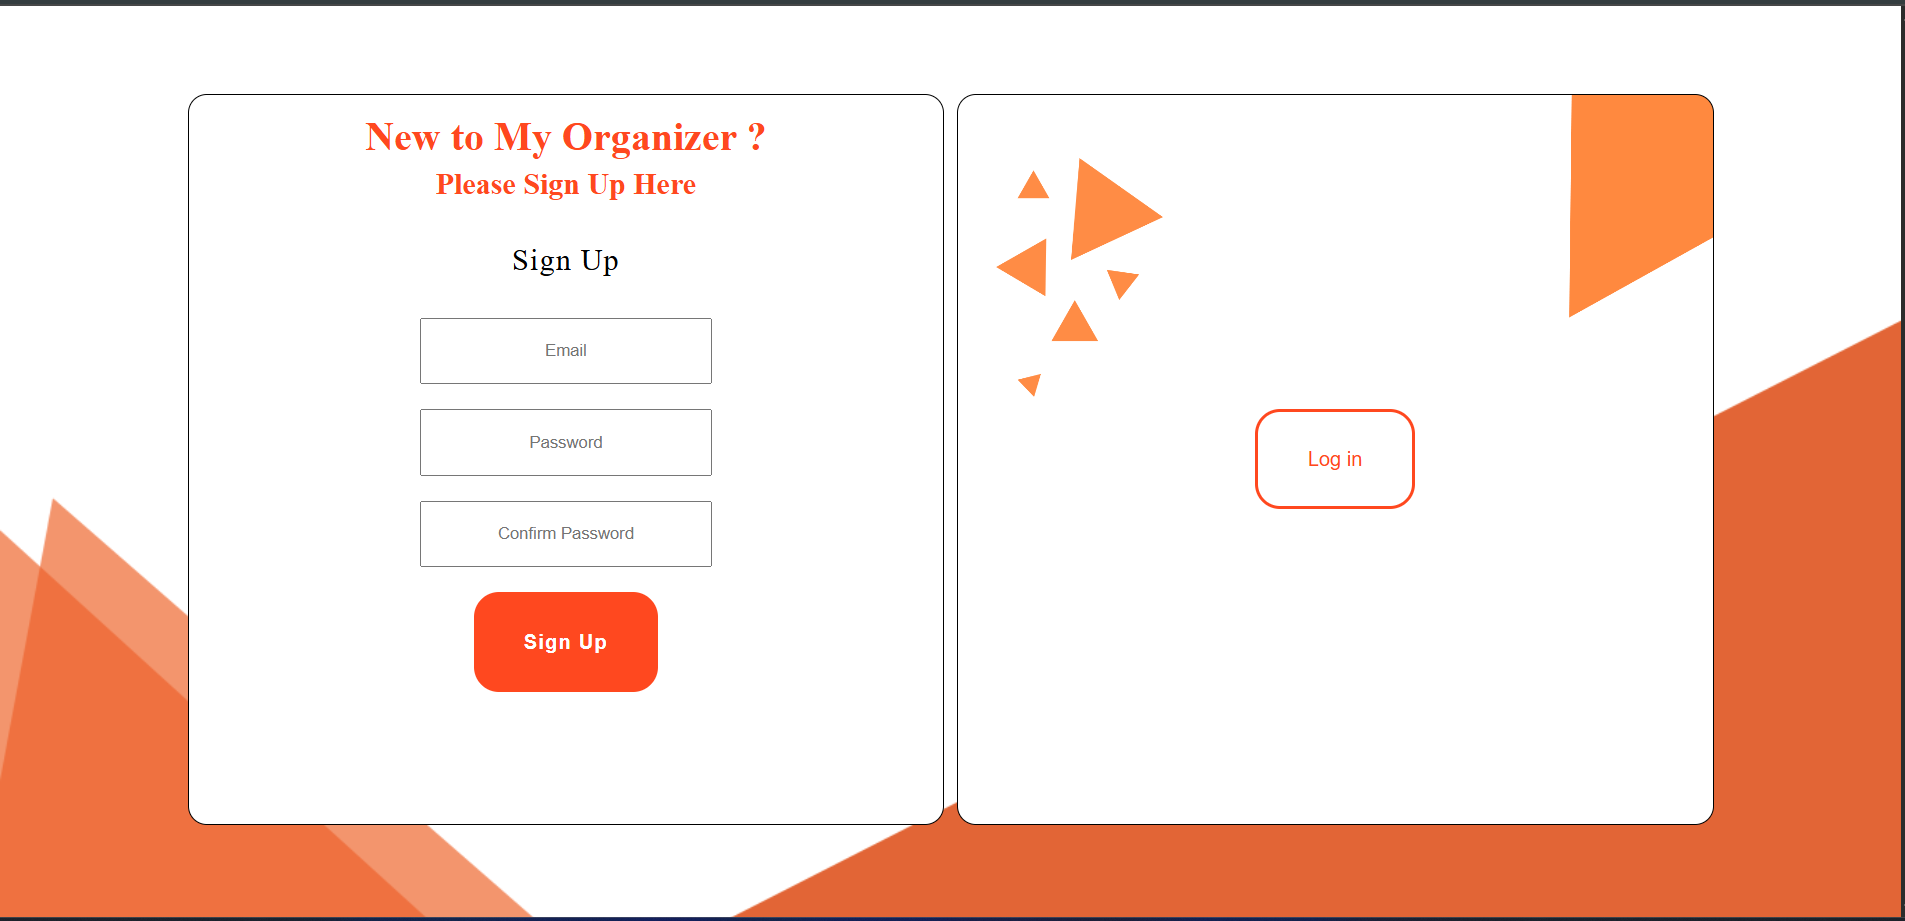 New to My Organizer ?
Please Sign Up Here
Sign Up
Email
Password
Confirm Password
Sign Up
Log in